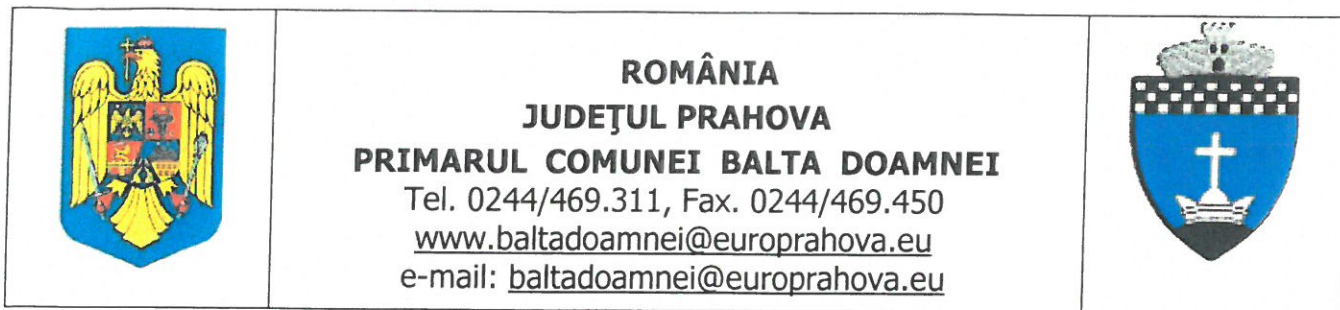 ROMÂNIA
JUDEŢUL PRAHOVA
PRIMARUL COMUNEI BALTA DOAMNEI
Tel. 0244/469.311, Fax. 0244/469.450
www.baltadoamnei@europrahova.eu
e-mail: baltadoamnei@europrahova.eu